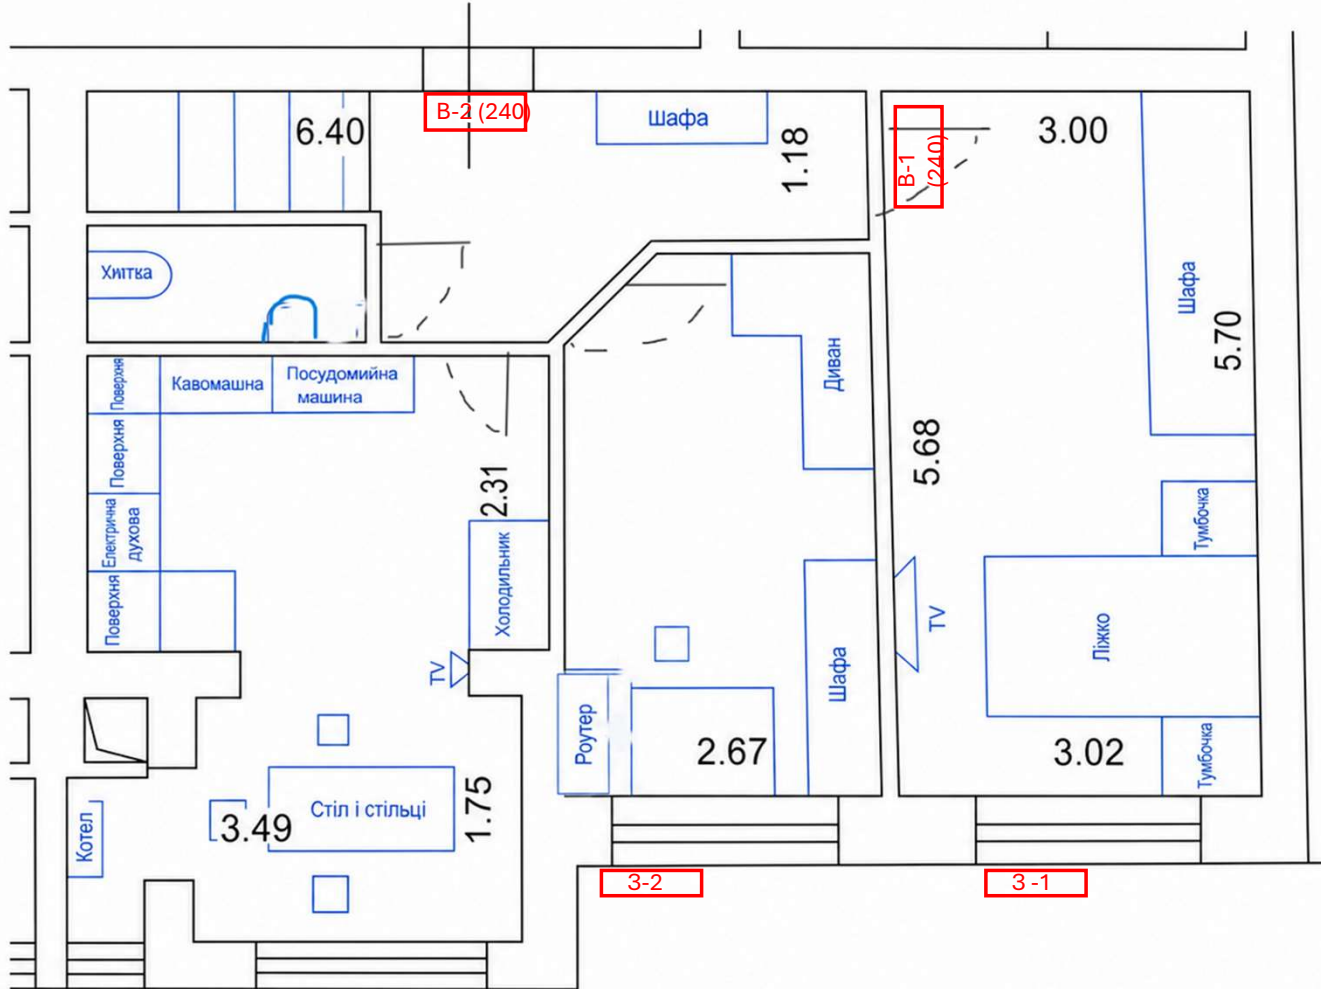 6.40
В-2 (240)
Шафа
1.18
В-1
(240)
3.00
Шафа
5.70
Поверхня
Кавомашна
Посудомийна
машина
Диван
Поверхня
2.31
5.68
Електрична
духова
Холодильник
Тумбочка
Поверхня
TV
Шафа
TV
Ліжко
Роутер
2.67
3.02
Тумбочка
Котел
3.49
Стіл і стільці
1.75
З-2
З -1